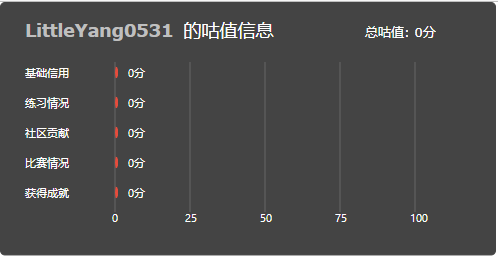 LittleYang0531 的咕值信息
总咕值: 0分
基础信用 0分
练习情况 0分
社区贡献 0分
比赛情况 0分
获得成就 0分
0 25 50 75 100